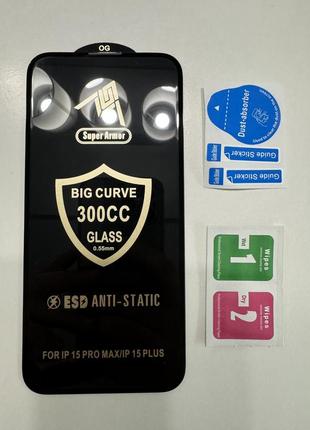 OG
Super Armor
BIG CURVE
300CC
GLASS
0.55mm
ESD ANTI-STATIC
FOR IP 15 PRO MAX/IP 15 PLUS
Dust-absorber
Guide Sticker
Guide Sticker
Wet 1 Wipes
Dry 2 Wipes